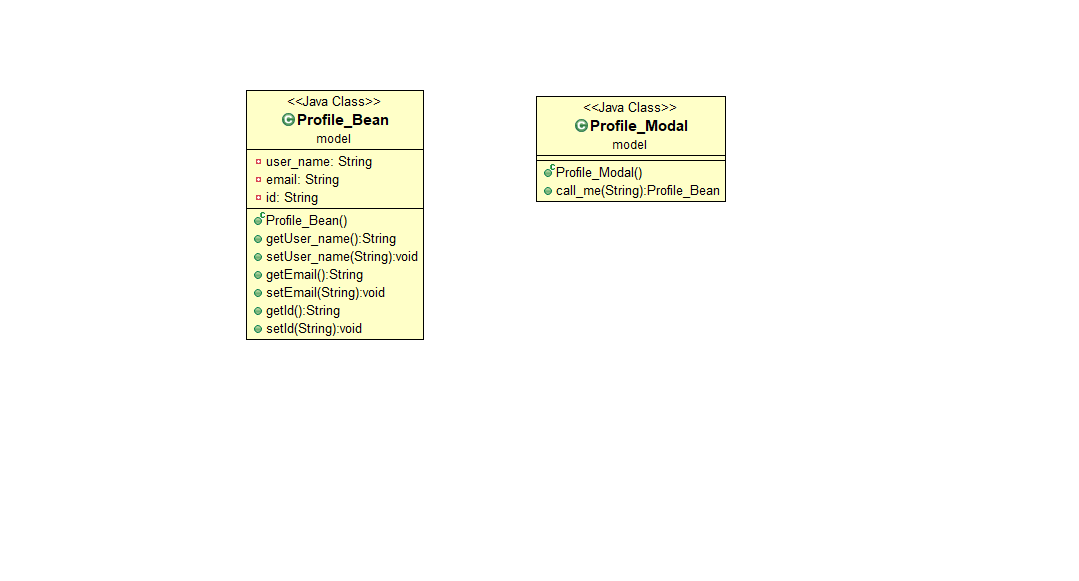 <<Java Class>>
Profile_Bean
model
user_name: String
email: String
id: String
Profile_Bean()
getUser_name():String
setUser_name(String):void
getEmail():String
setEmail(String):void
getId():String
setId(String):void
<<Java Class>>
Profile_Modal
model
Profile_Modal()
call_me(String):Profile_Bean